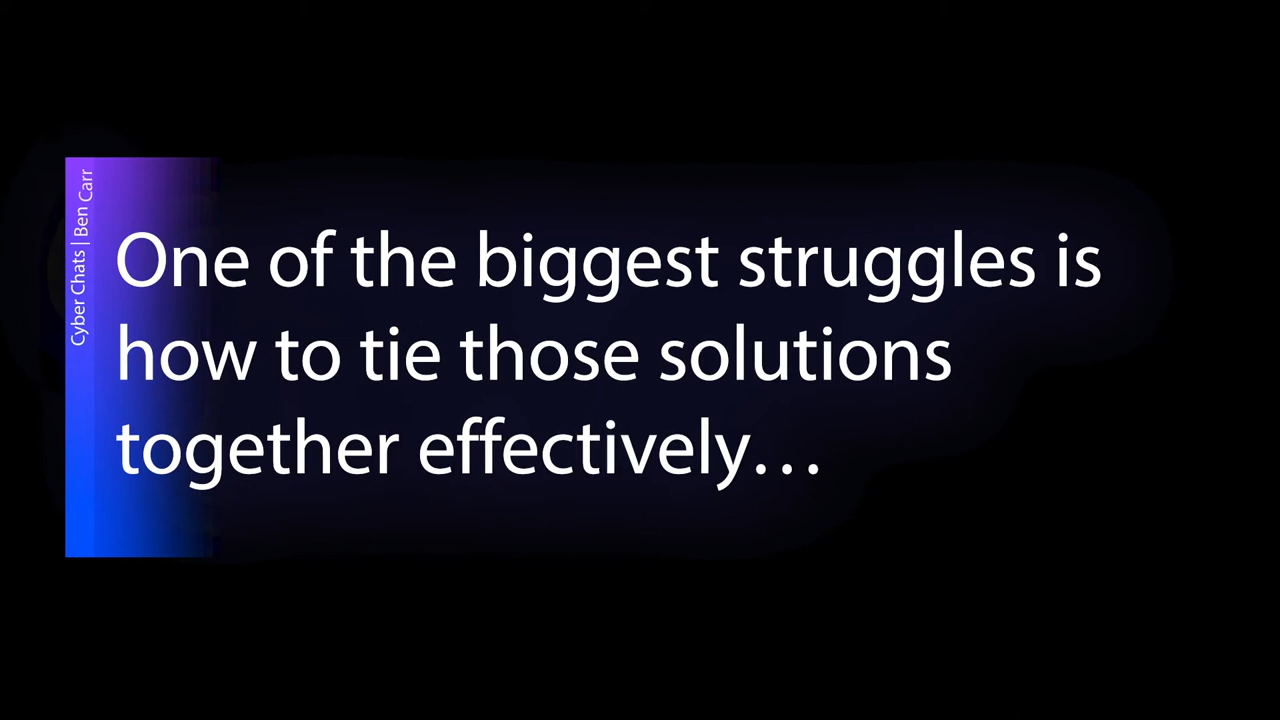 Cyber Chats | Ben Carr
One of the biggest struggles is
how to tie those solutions
together effectively…